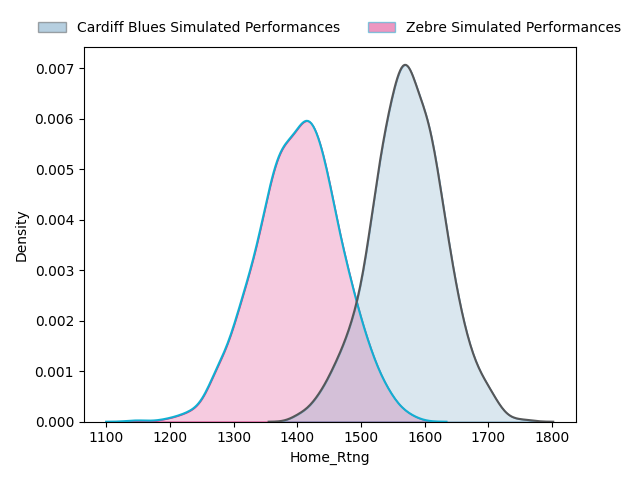 Cardiff Blues Simulated Performances
Zebre Simulated Performances
0.007
0.006
0.005
0.004
0.003
0.002
0.001
0.000
Density
1100 1200 1300 1400 1500 1600 1700 1800
Home_Rtng